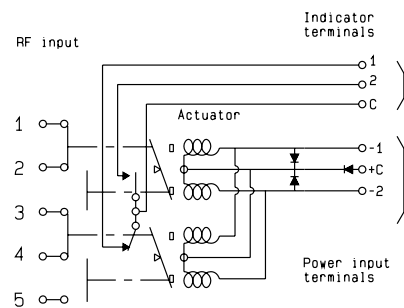 Indicator
terminals
RF input
1
2
C
Actuator
1
2
3
4
5
-1
+C
-2
Power input
terminals